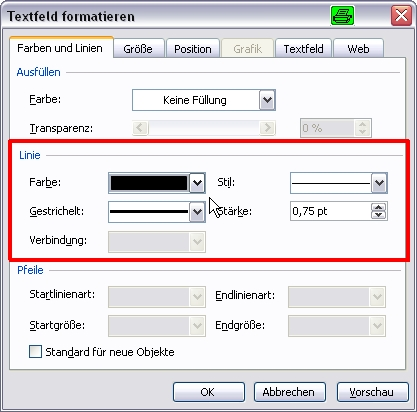 Textfeld formatieren
Farben und Linien Größe Position Grafik Textfeld Web
Ausfüllen
Farbe: Keine Füllung
Transparenz: 0 %
Linie
Farbe: Stil:
Gestrichelt: Stärke: 0,75 pt
Verbindung:
Pfeile
Startlinienart: Endlinienart:
Startgröße: Endgröße:
Standard für neue Objekte
OK Abbrechen Vorschau